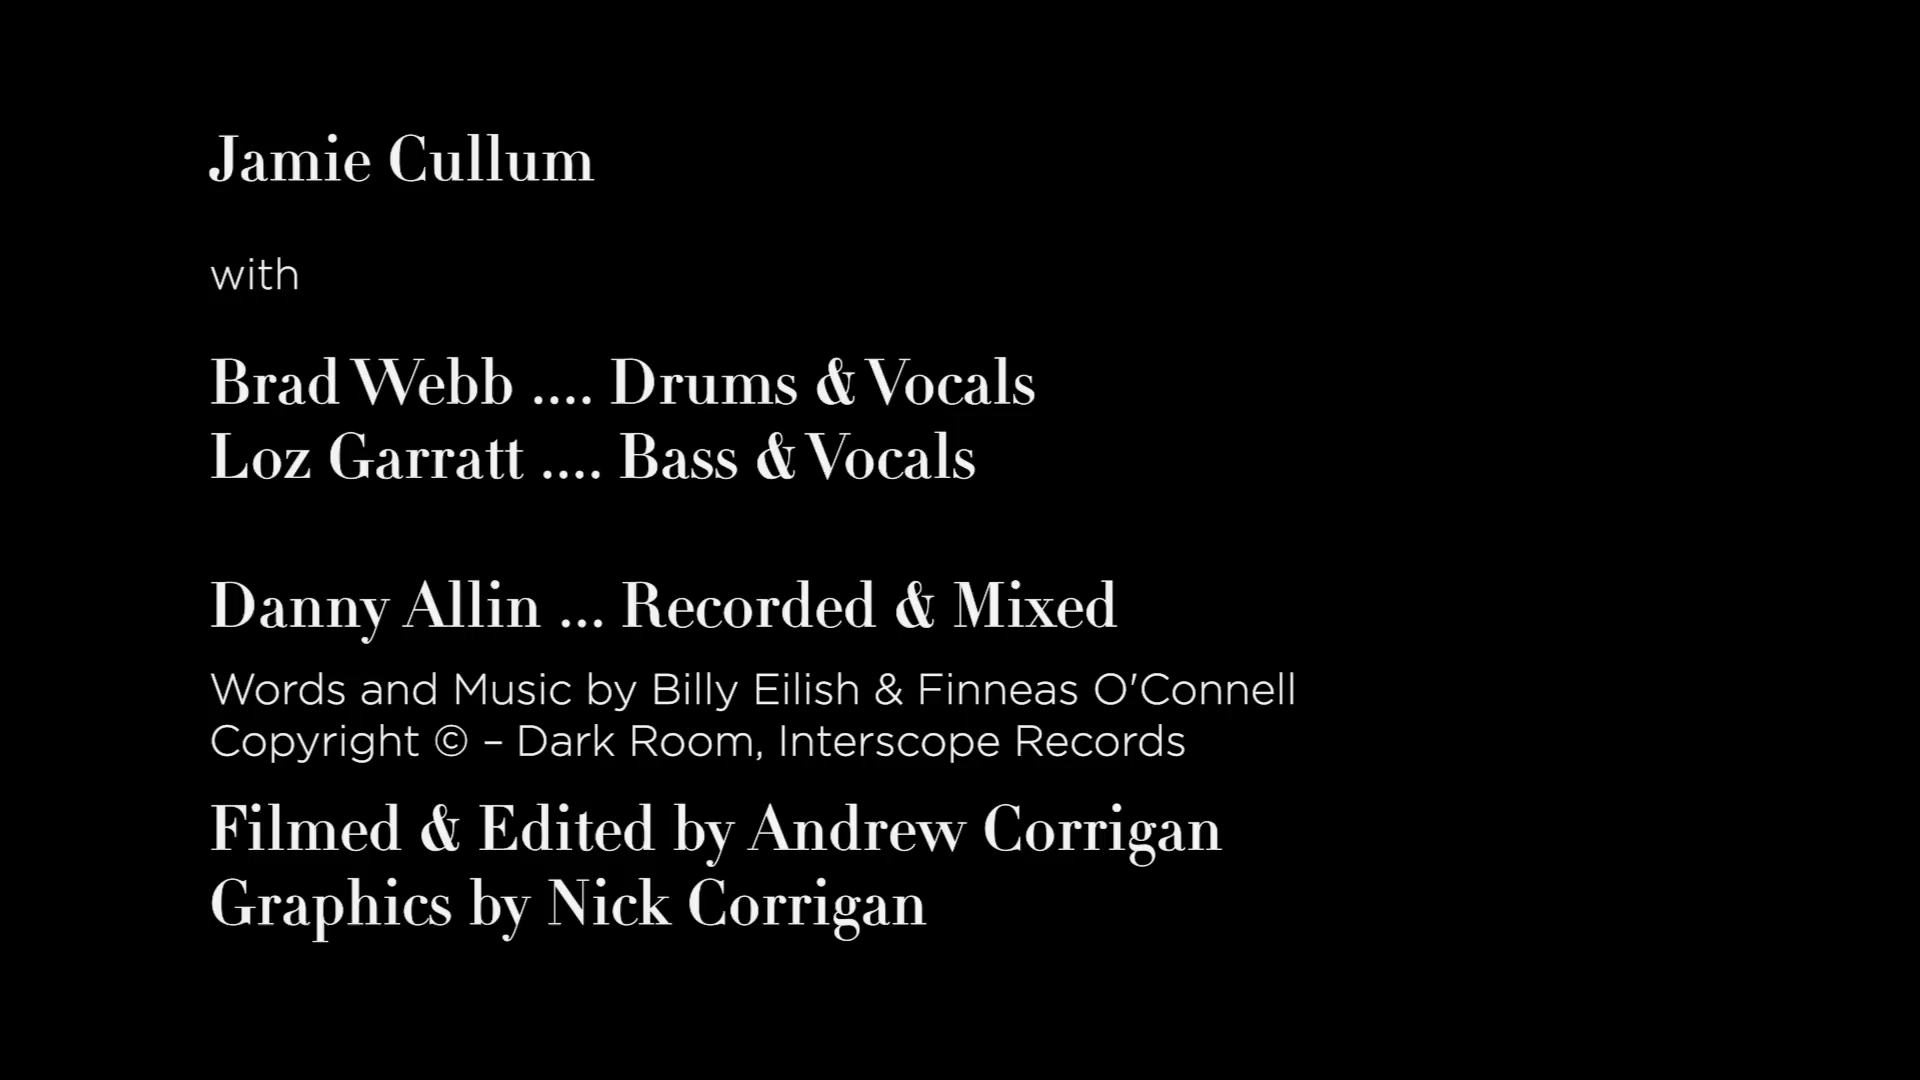 Jamie Cullum
with
Brad Webb .... Drums & Vocals
Loz Garratt .... Bass & Vocals
Danny Allin ... Recorded & Mixed
Words and Music by Billy Eilish & Finneas O'Connell
Copyright © – Dark Room, Interscope Records
Filmed & Edited by Andrew Corrigan
Graphics by Nick Corrigan